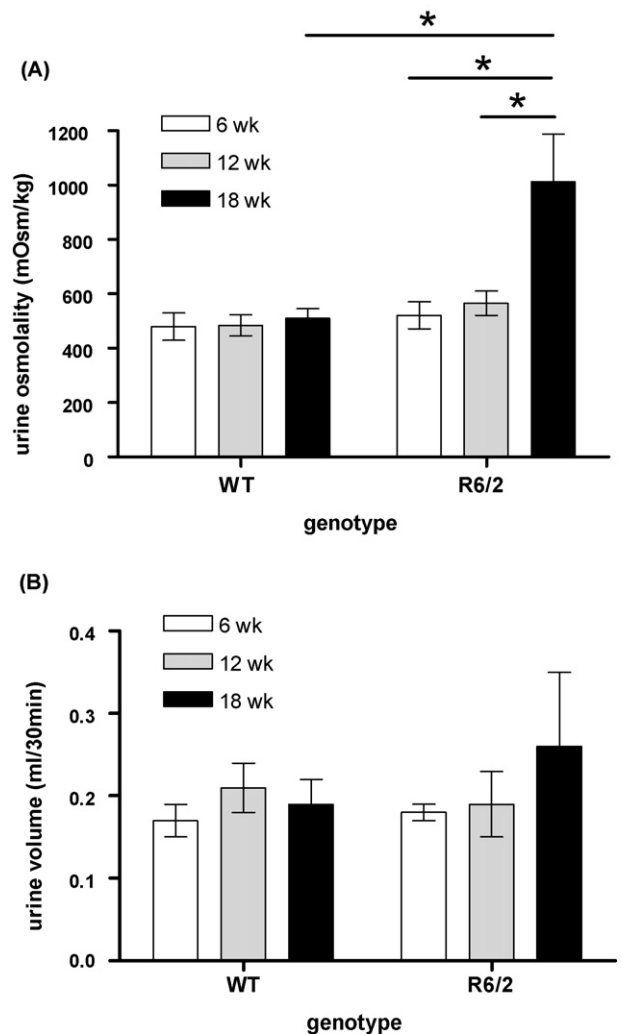 *
(A)
*
*
1200
6 wk
1000
12 wk
18 wk
800
600
400
200
0
urine osmolality (mOsm/kg)
WT
R6/2
genotype
(B)
0.4
6 wk
12 wk
0.3
18 wk
0.2
0.1
0.0
urine volume (ml/30min)
WT
R6/2
genotype